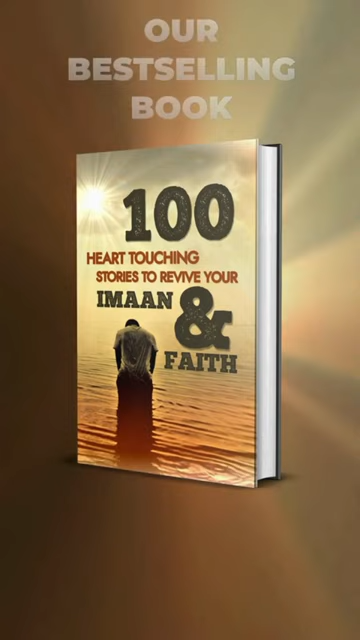 OUR
BESTSELLING
BOOK
100
HEART TOUCHING
STORIES TO REVIVE YOUR
IMAAN &
FAITH